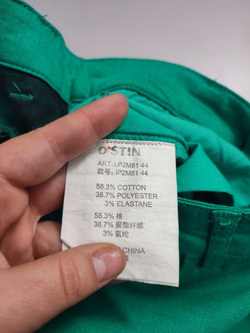 O'STIN
ART.:LP2M81 44
款号:LP2M81 44
58.3% COTTON
38.7% POLYESTER
3% ELASTANE
58.3% 棉
38.7% 聚酯纤维
3% 氨纶
CHINA